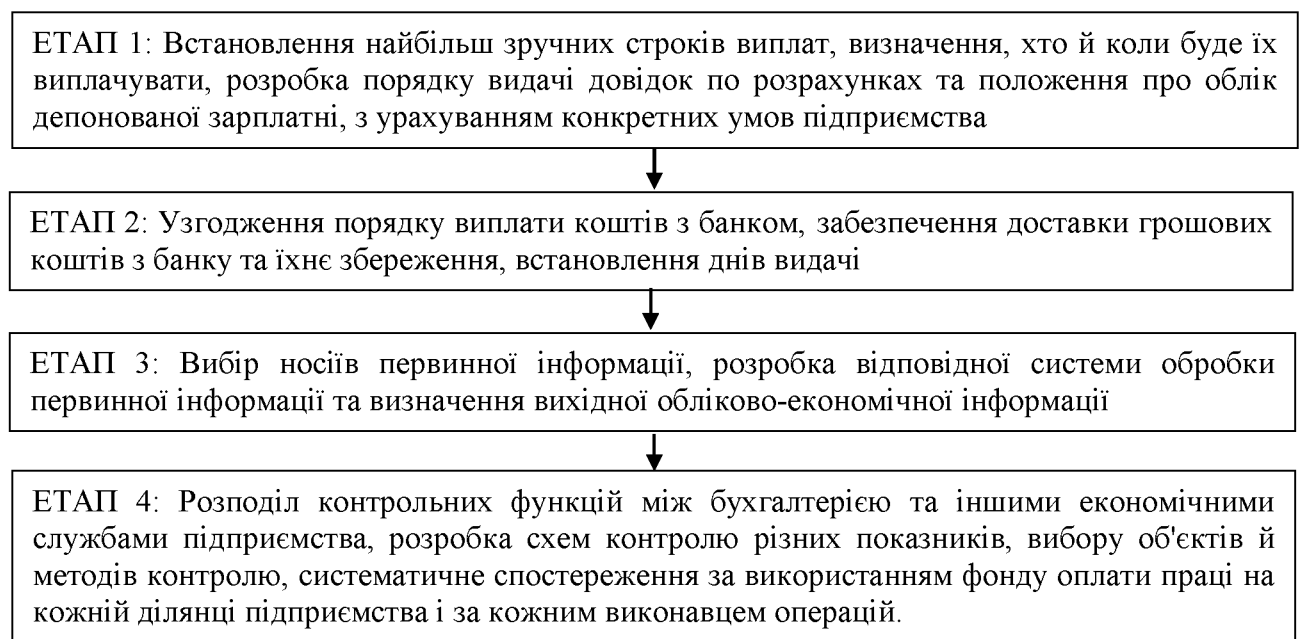 ЕТАП 1: Встановлення найбільш зручних строків виплат, визначення, хто й коли буде їх
виплачувати, розробка порядку видачі довідок по розрахунках та положення про облік
депонованої зарплатні, з урахуванням конкретних умов підприємства
ЕТАП 2: Узгодження порядку виплати коштів з банком, забезпечення доставки грошових
коштів з банку та їхнє збереження, встановлення днів видачі
ЕТАП 3: Вибір носіїв первинної інформації, розробка відповідної системи обробки
первинної інформації та визначення вихідної обліково-економічної інформації
ЕТАП 4: Розподіл контрольних функцій між бухгалтерією та іншими економічними
службами підприємства, розробка схем контролю різних показників, вибору об'єктів й
методів контролю, систематичне спостереження за використанням фонду оплати праці на
кожній ділянці підприємства і за кожним виконавцем операцій.